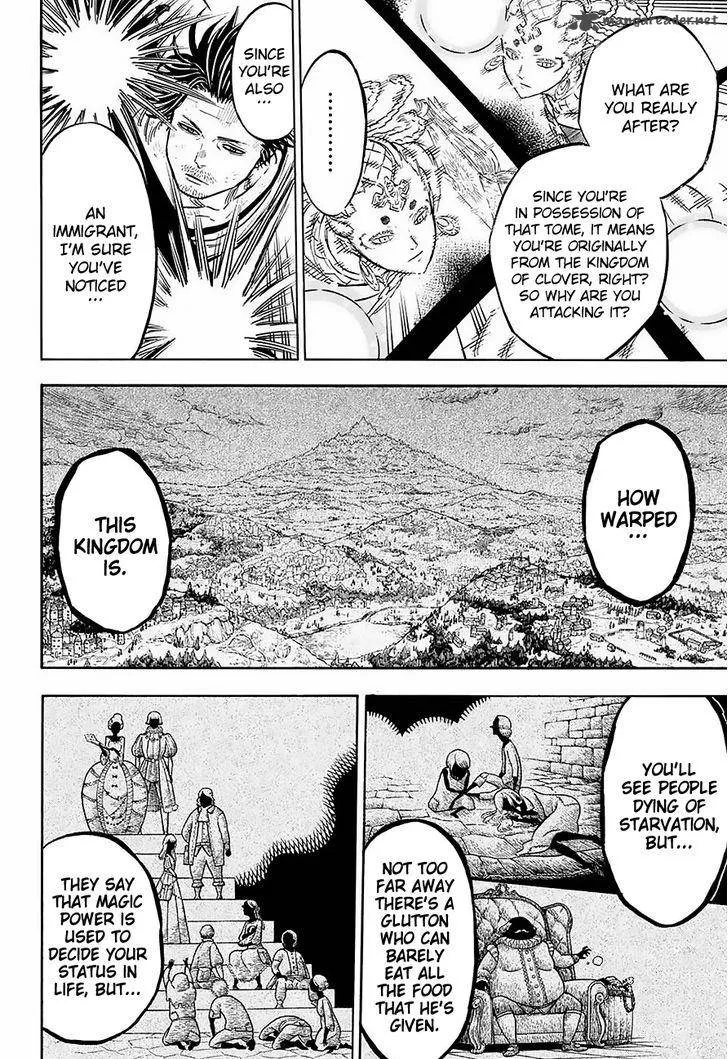 mangareader.net
WHAT ARE
YOU REALLY
AFTER?
SINCE YOU'RE
IN POSSESSION OF
THAT TOME, IT MEANS
YOU'RE ORIGINALLY
FROM THE KINGDOM
OF CLOVER, RIGHT?
SO WHY ARE YOU
ATTACKING IT?
.........
SINCE
YOU'RE
ALSO
...
AN
IMMIGRANT,
I'M SURE
YOU'VE
NOTICED
...
HOW
WARPED
...
THIS
KINGDOM
IS.
YOU'LL
SEE PEOPLE
DYING OF
STARVATION,
BUT...
NOT TOO
FAR AWAY
THERE'S A
GLUTTON
WHO CAN
BARELY
EAT ALL
THE FOOD
THAT HE'S
GIVEN.
THEY SAY
THAT MAGIC
POWER IS
USED TO
DECIDE YOUR
STATUS IN
LIFE, BUT...